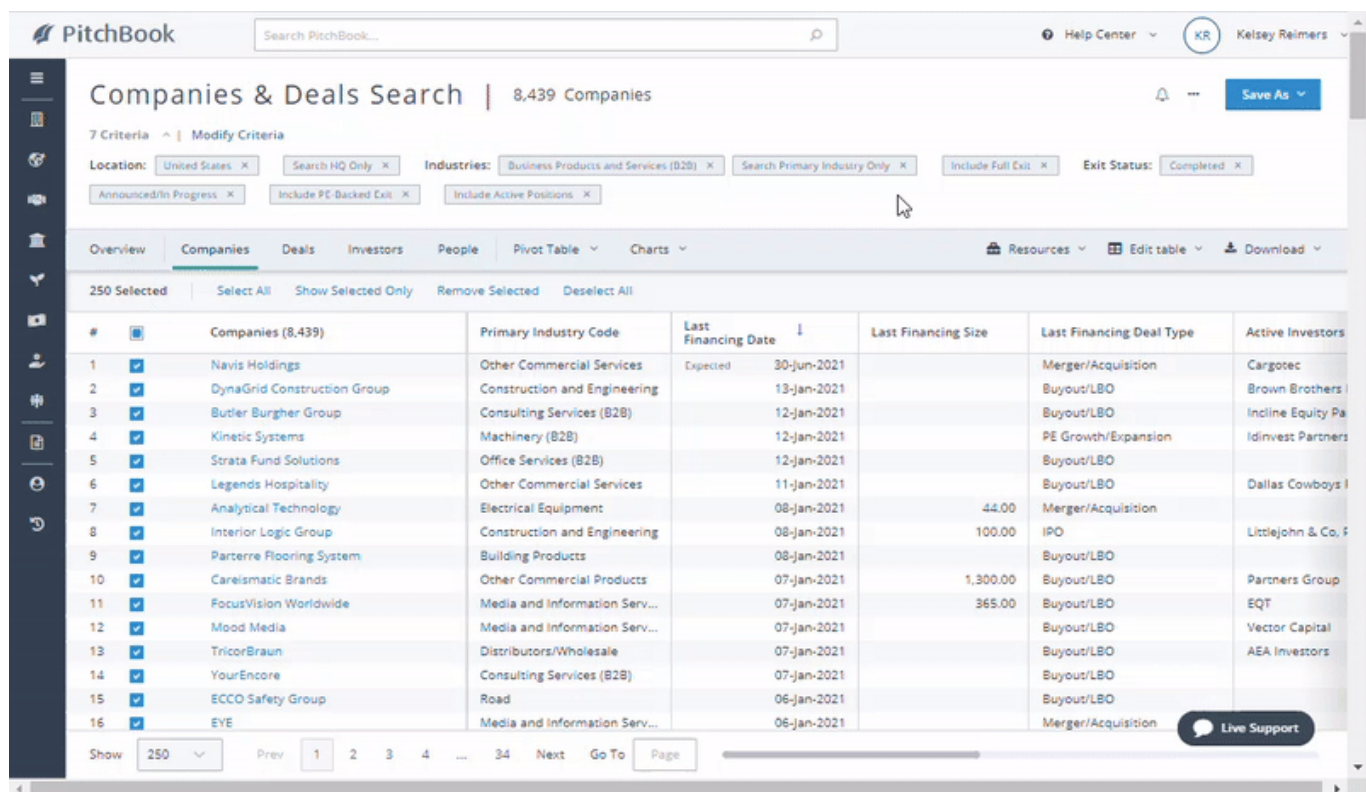 PitchBook Search PitchBook... Help Center KR Kelsey Reimers
Companies & Deals Search | 8,439 Companies Save As
7 Criteria | Modify Criteria
Location: United States × Search HQ Only × Industries: Business Products and Services (B2B) × Search Primary Industry Only × Include Full Exit × Exit Status: Completed ×
Announced/In Progress × Include PE-Backed Exit × Include Active Positions ×
Overview Companies Deals Investors People Pivot Table Charts Resources Edit table Download
250 Selected Select All Show Selected Only Remove Selected Deselect All
# Companies (8,439) Primary Industry Code Last Financing Date Last Financing Size Last Financing Deal Type Active Investors
1 Navis Holdings Other Commercial Services Expected 30-Jun-2021 Merger/Acquisition Cargotec
2 DynaGrid Construction Group Construction and Engineering 13-Jan-2021 Buyout/LBO Brown Brothers
3 Butler Burgher Group Consulting Services (B2B) 12-Jan-2021 Buyout/LBO Incline Equity Pa
4 Kinetic Systems Machinery (B2B) 12-Jan-2021 PE Growth/Expansion Idinvest Partners
5 Strata Fund Solutions Office Services (B2B) 12-Jan-2021 Buyout/LBO
6 Legends Hospitality Other Commercial Services 11-Jan-2021 Buyout/LBO Dallas Cowboys
7 Analytical Technology Electrical Equipment 08-Jan-2021 44.00 Merger/Acquisition
8 Interior Logic Group Construction and Engineering 08-Jan-2021 100.00 IPO Littlejohn & Co,
9 Parterre Flooring System Building Products 08-Jan-2021 Buyout/LBO
10 Careismatic Brands Other Commercial Products 07-Jan-2021 1,300.00 Buyout/LBO Partners Group
11 FocusVision Worldwide Media and Information Serv... 07-Jan-2021 365.00 Buyout/LBO EQT
12 Mood Media Media and Information Serv... 07-Jan-2021 Buyout/LBO Vector Capital
13 TricorBraun Distributors/Wholesale 07-Jan-2021 Buyout/LBO AEA Investors
14 YourEncore Consulting Services (B2B) 07-Jan-2021 Buyout/LBO
15 ECCO Safety Group Road 06-Jan-2021 Buyout/LBO
16 EYE Media and Information Serv... 06-Jan-2021 Merger/Acquisition
Live Support
Show 250 Prev 1 2 3 4 ... 34 Next Go To Page